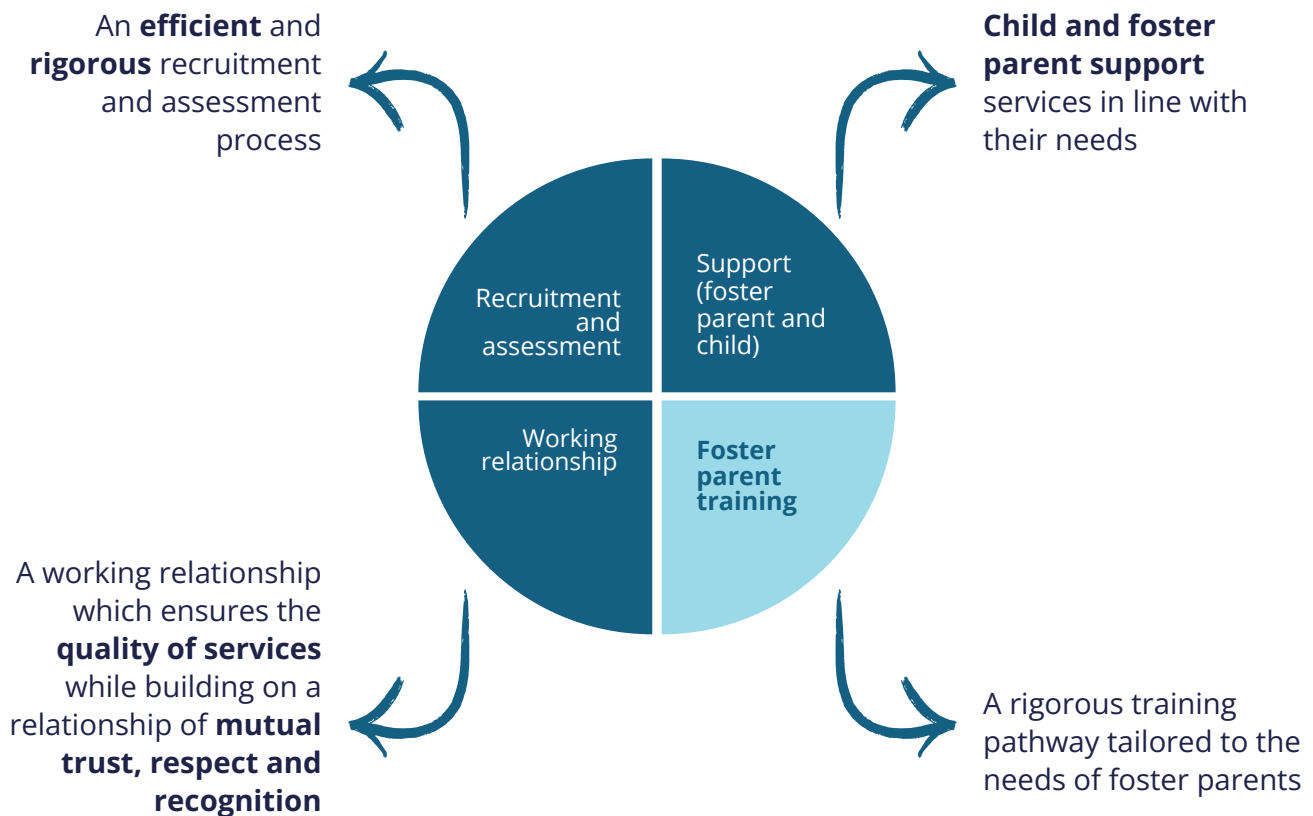 An efficient and
rigorous recruitment
and assessment
process
Child and foster
parent support
services in line with
their needs
Recruitment
and
assessment
Support
(foster
parent and
child)
Working
relationship
Foster
parent
training
A working relationship
which ensures the
quality of services
while building on a
relationship of mutual
trust, respect and
recognition
A rigorous training
pathway tailored to the
needs of foster parents